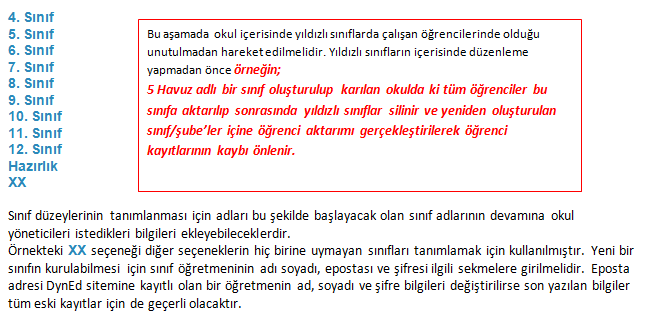 4. Sınıf
5. Sınıf
6. Sınıf
7. Sınıf
8. Sınıf
9. Sınıf
10. Sınıf
11. Sınıf
12. Sınıf
Hazırlık
XX
Bu aşamada okul içerisinde yıldızlı sınıflarda çalışan öğrencilerinde olduğu
unutulmadan hareket edilmelidir. Yıldızlı sınıfların içerisinde düzenleme
yapmadan önce örneğin;
5 Havuz adlı bir sınıf oluşturulup karılan okulda ki tüm öğrenciler bu
sınıfa aktarılıp sonrasında yıldızlı sınıflar silinir ve yeniden oluşturulan
sınıf/şube’ler içine öğrenci aktarımı gerçekleştirilerek öğrenci
kayıtlarının kaybı önlenir.
Sınıf düzeylerinin tanımlanması için adları bu şekilde başlayacak olan sınıf adlarının devamına okul
yöneticileri istedikleri bilgileri ekleyebileceklerdir.
Örnekteki XX seçeneği diğer seçeneklerin hiç birine uymayan sınıfları tanımlamak için kullanılmıştır. Yeni bir
sınıfın kurulabilmesi için sınıf öğretmeninin adı soyadı, epostası ve şifresi ilgili sekmelere girilmelidir. Eposta
adresi DynEd sitemine kayıtlı olan bir öğretmenin ad, soyadı ve şifre bilgileri değiştirilirse son yazılan bilgiler
tüm eski kayıtlar için de geçerli olacaktır.